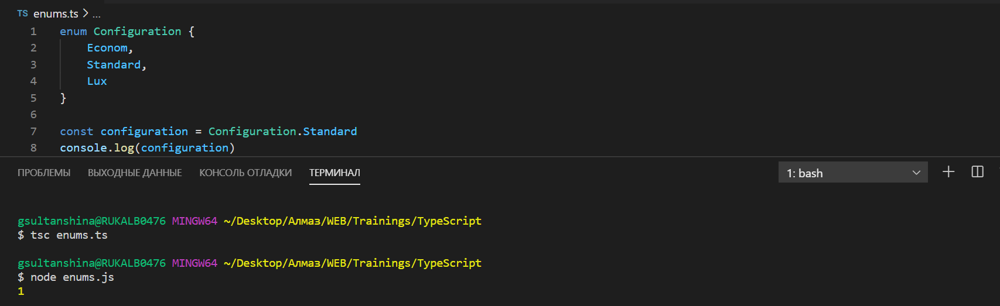 TS enums.ts > ...
1 enum Configuration {
2 Econom,
3 Standard,
4 Lux
5 }
6
7 const configuration = Configuration.Standard
8 console.log(configuration)
ПРОБЛЕМЫ ВЫХОДНЫЕ ДАННЫЕ КОНСОЛЬ ОТЛАДКИ ТЕРМИНАЛ 1: bash
gsultanshina@RUKALB0476 MINGW64 ~/Desktop/Алмаз/WEB/Trainings/TypeScript
$ tsc enums.ts
gsultanshina@RUKALB0476 MINGW64 ~/Desktop/Алмаз/WEB/Trainings/TypeScript
$ node enums.js
1